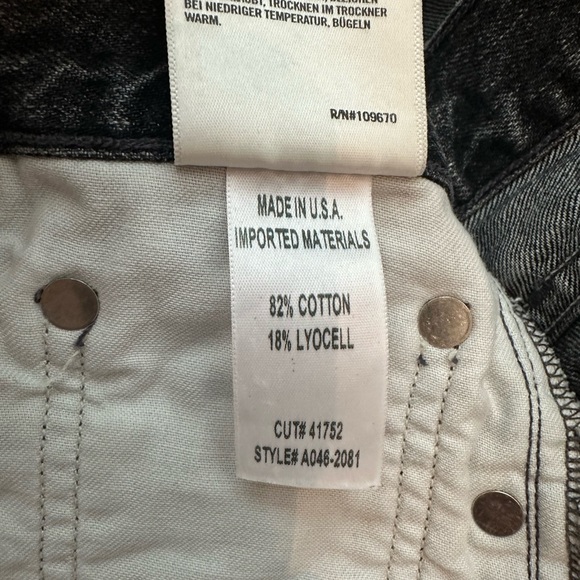 BEI NIEDRIGER TEMPERATUR, BÜGELN
WARM.
R/N#109670
MADE IN U.S.A.
IMPORTED MATERIALS
82% COTTON
18% LYOCELL
CUT# 41752
STYLE# A046-2081